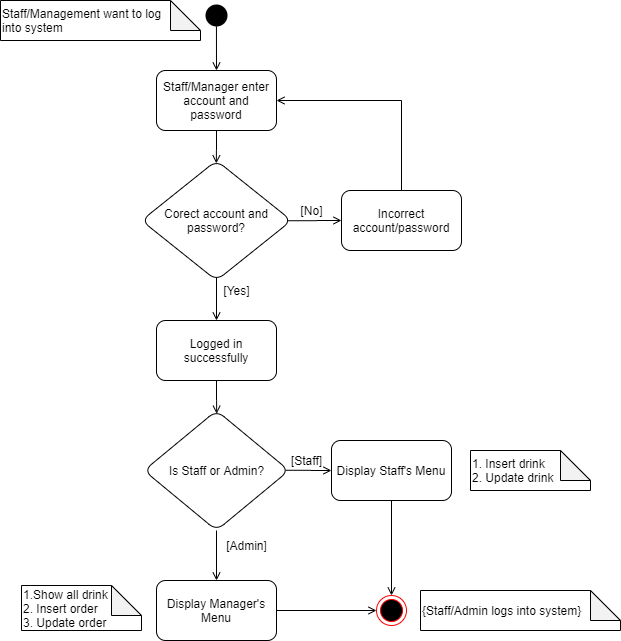 Staff/Management want to log
into system
Staff/Manager enter
account and
password
Corect account and
password?
[No]
Incorrect
account/password
[Yes]
Logged in
successfully
Is Staff or Admin?
[Staff]
Display Staff's Menu
1. Insert drink
2. Update drink
[Admin]
1.Show all drink
2. Insert order
3. Update order
Display Manager's
Menu
{Staff/Admin logs into system}